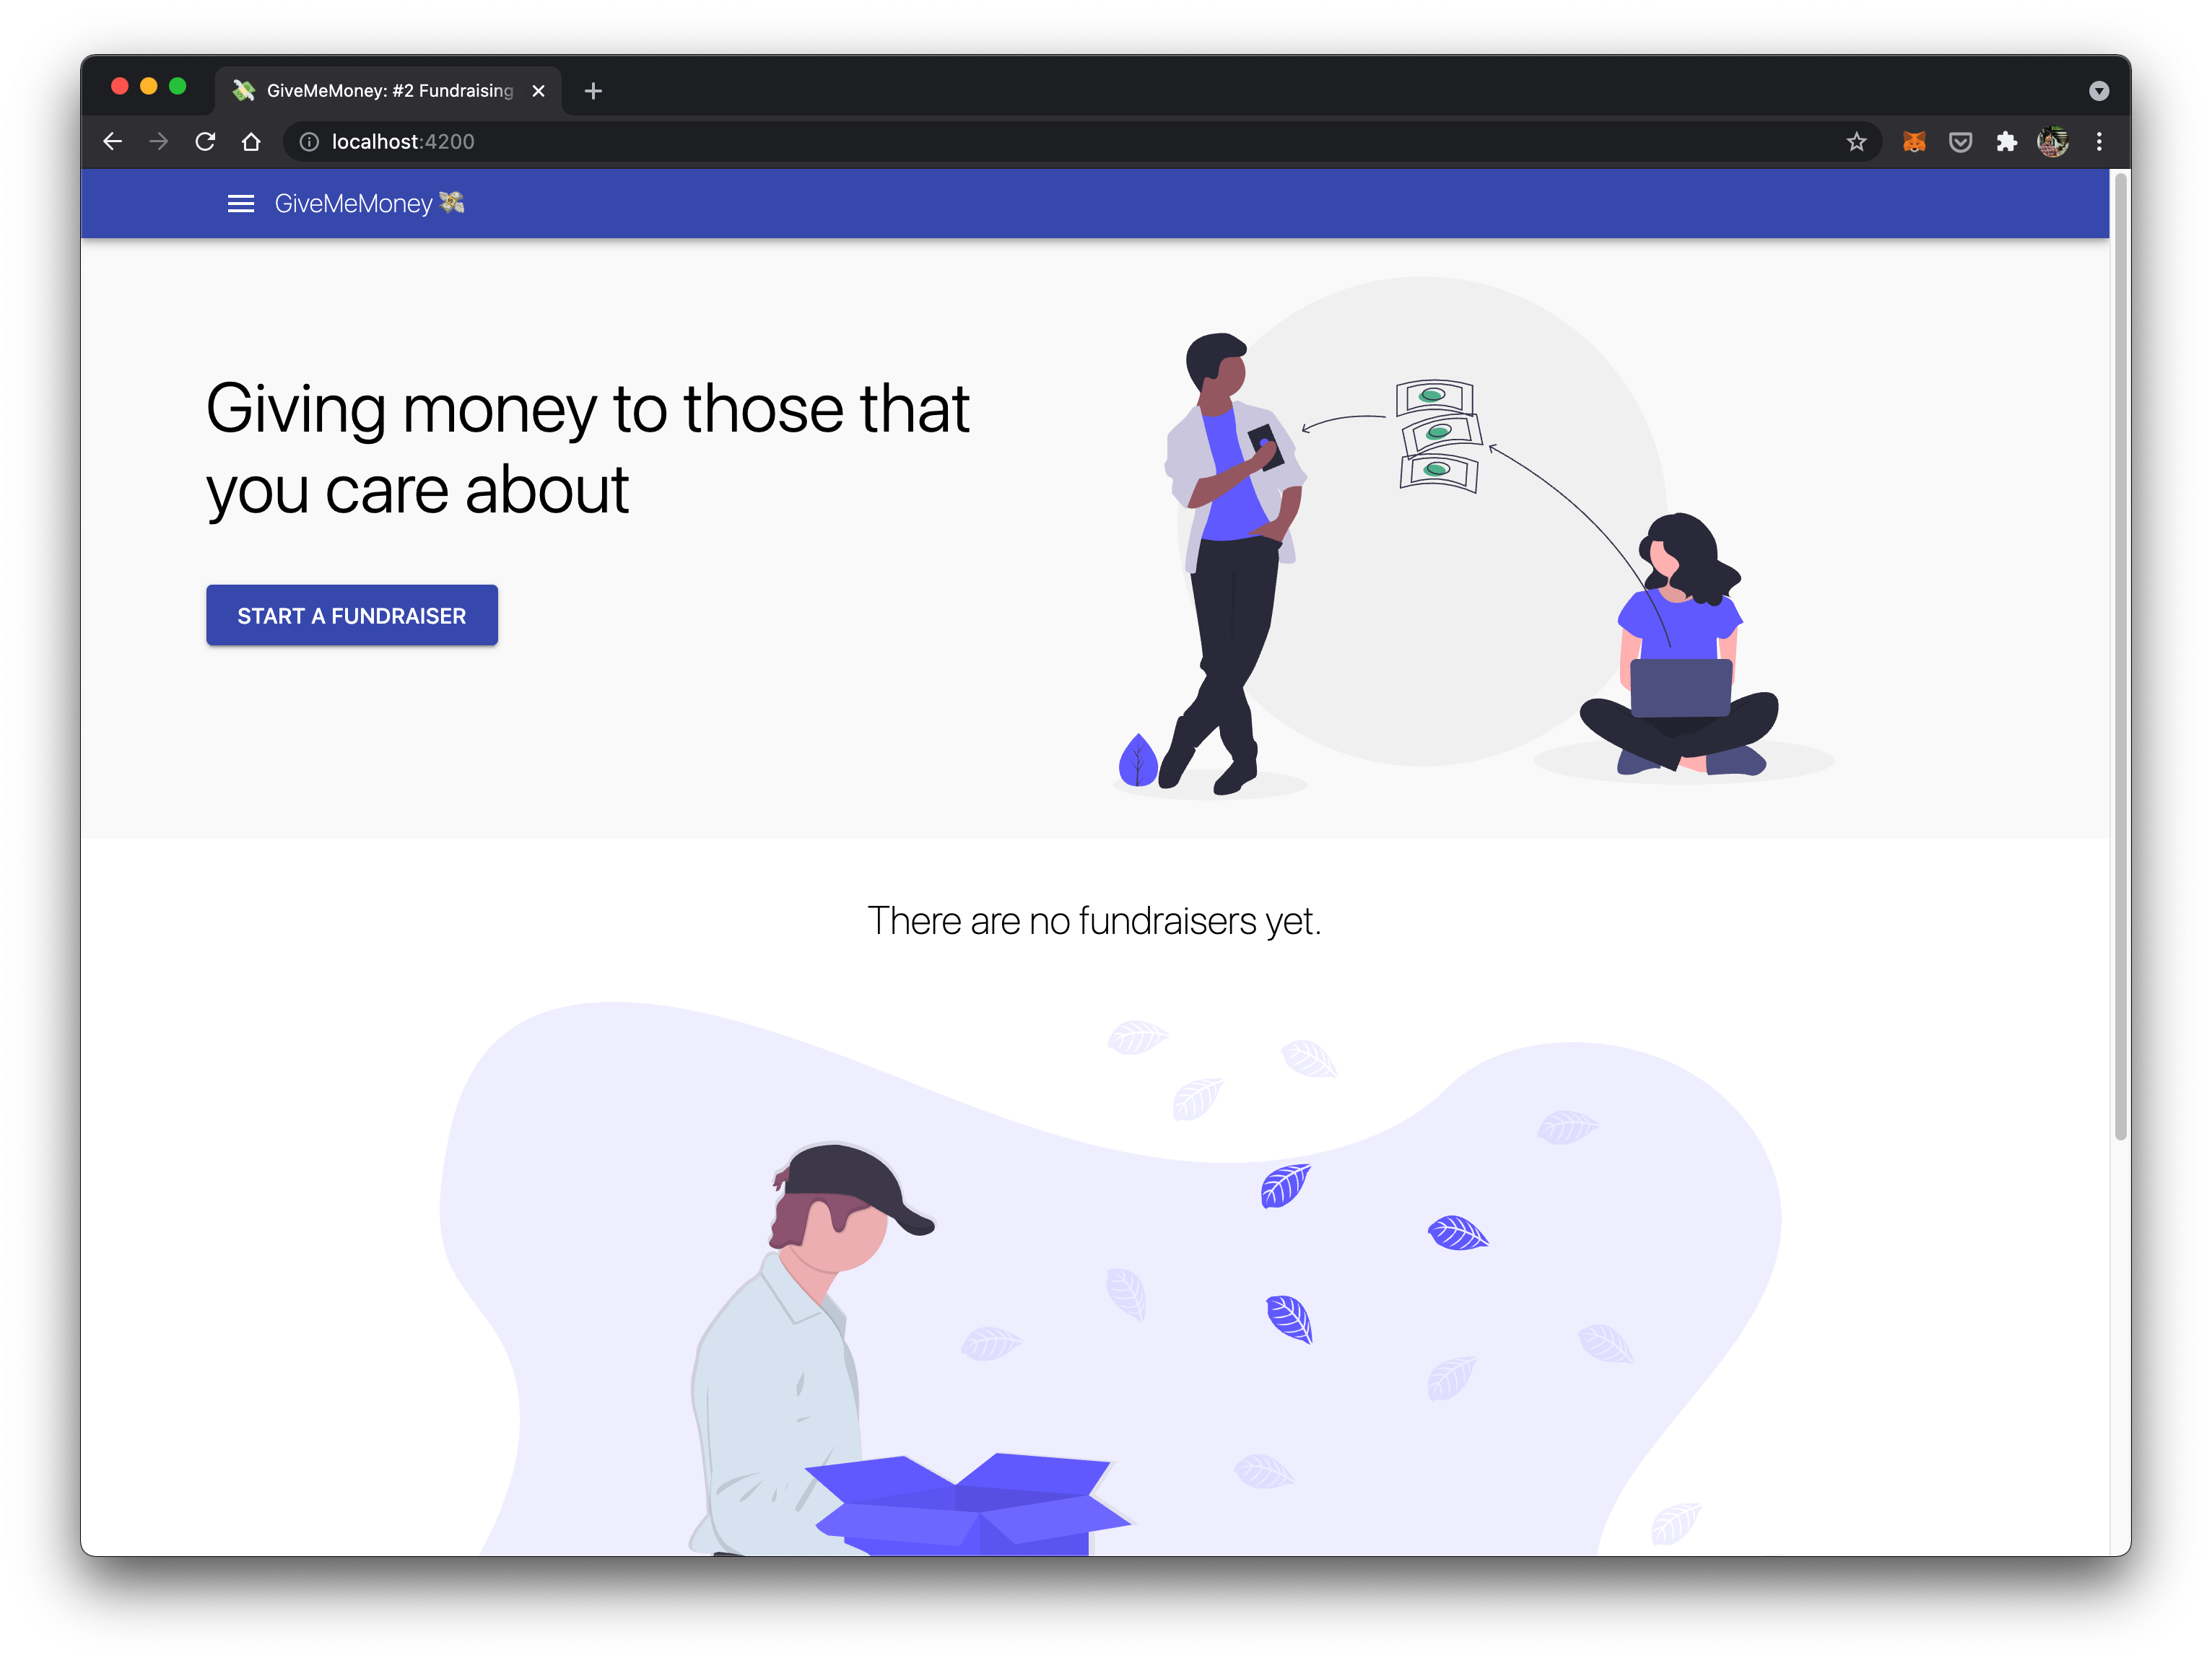 GiveMeMoney: #2 Fundraising
localhost:4200
GiveMeMoney
Giving money to those that
you care about
START A FUNDRAISER
There are no fundraisers yet.